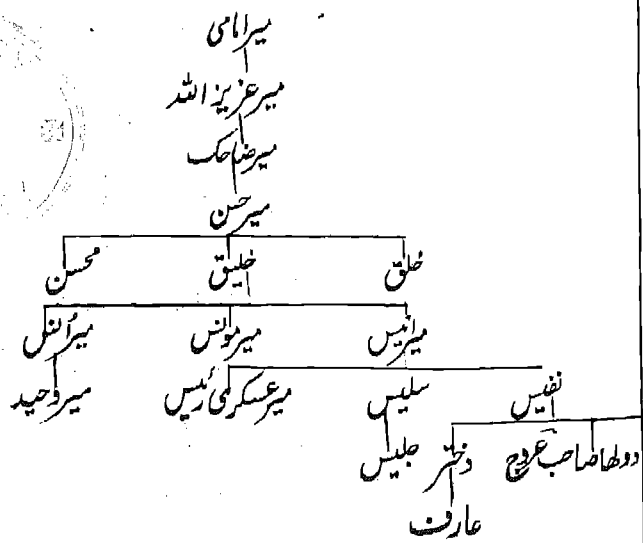 میر امامی
میر عزیز اللہ
میر ضاحک
میر حسن
خلق خلیق محسن
میر انیس میر مونس میر انس
نفیس سلیس میر عسکری رئیس میر وحید
دولھا صاحب عروج دختر جلیس
عارف